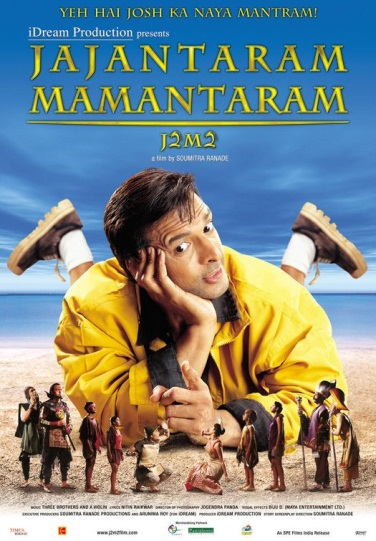 YEH HAI JOSH KA NAYA MANTRAM!
iDream Production presents
JAJANTARAM
MAMANTARAM
J2M2
a film by SOUMITRA RANADE
MUSIC THREE BROTHERS AND A VIOLIN LYRICS NITIN RAIKWAR DIRECTOR OF PHOTOGRAPHY JOGENDRA PANDA VISUAL EFFECTS BIJU D. (MAYA ENTERTAINMENT LTD.)
EXECUTIVE PRODUCERS SOUMITRA RANADE PRODUCTIONS AND ARUNIMA ROY (FOR iDREAM) PRODUCER iDREAM PRODUCTION STORY SCREENPLAY DIRECTION SOUMITRA RANADE
Merchandising Partners
www.j2m2film.com
An SPE Films India Release